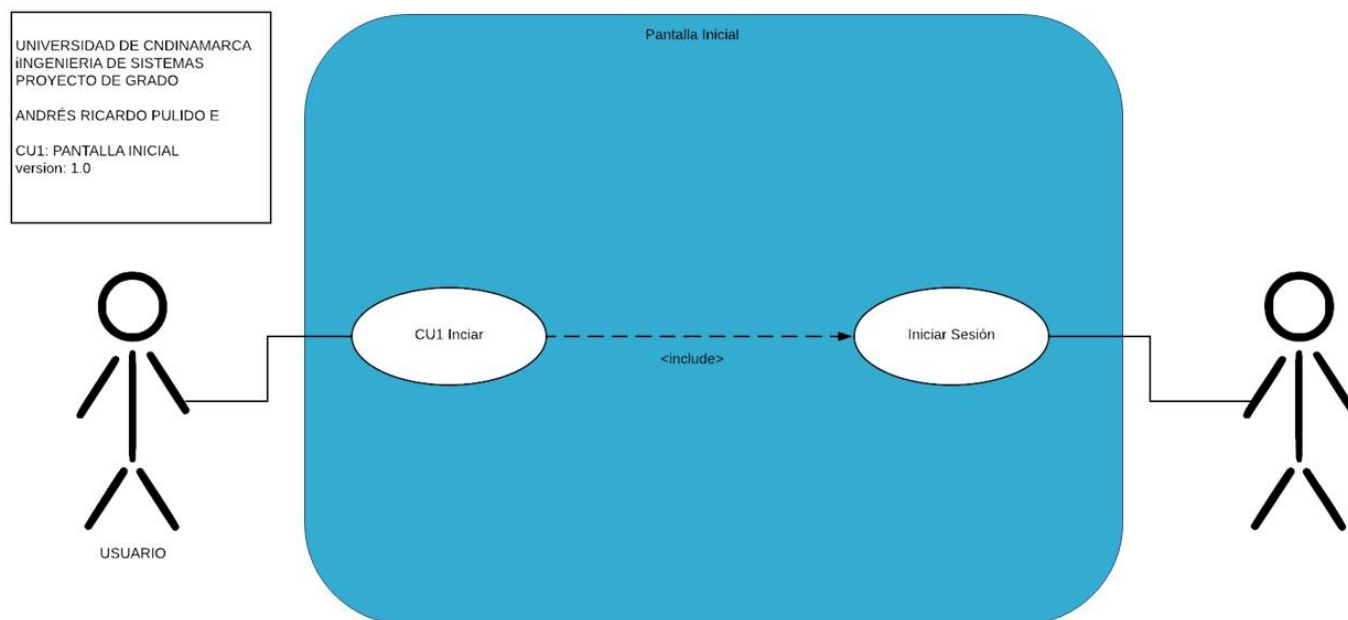 UNIVERSIDAD DE CNDINAMARCA
iINGENIERIA DE SISTEMAS
PROYECTO DE GRADO
ANDRÉS RICARDO PULIDO E
CU1: PANTALLA INICIAL
version: 1.0
Pantalla Inicial
CU1 Inciar
<include>
Iniciar Sesión
USUARIO